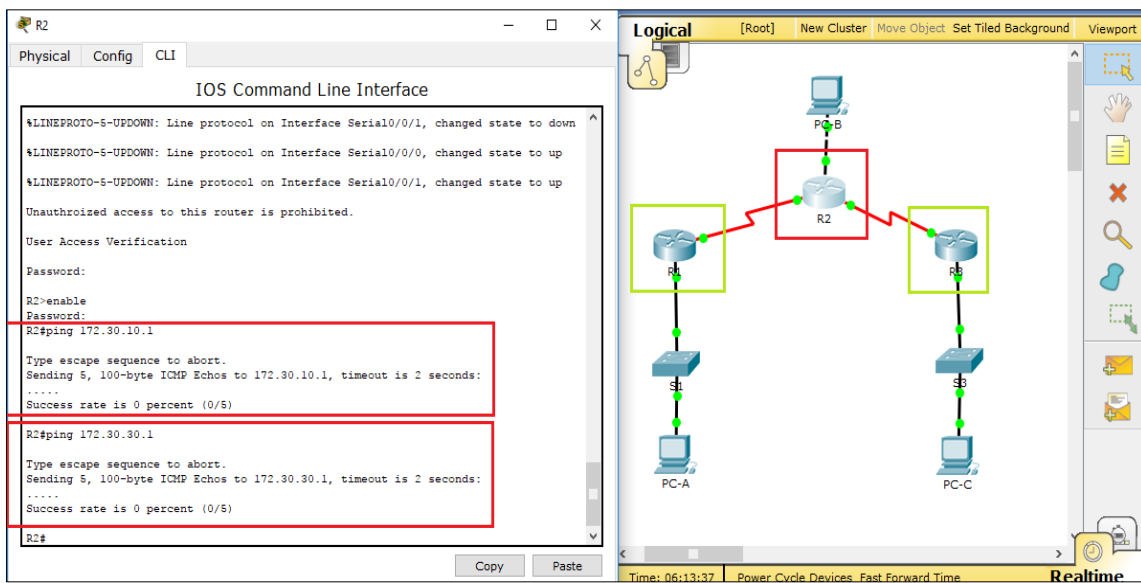 R2
Physical Config CLI
IOS Command Line Interface
%LINEPROTO-5-UPDOWN: Line protocol on Interface Serial0/0/1, changed state to down
%LINEPROTO-5-UPDOWN: Line protocol on Interface Serial0/0/0, changed state to up
%LINEPROTO-5-UPDOWN: Line protocol on Interface Serial0/0/1, changed state to up
Unauthroized access to this router is prohibited.
User Access Verification
Password:
R2>enable
Password:
R2#ping 172.30.10.1
Type escape sequence to abort.
Sending 5, 100-byte ICMP Echos to 172.30.10.1, timeout is 2 seconds:
.....
Success rate is 0 percent (0/5)
R2#ping 172.30.30.1
Type escape sequence to abort.
Sending 5, 100-byte ICMP Echos to 172.30.30.1, timeout is 2 seconds:
.....
Success rate is 0 percent (0/5)
R2#
Copy Paste
Logical [Root] New Cluster Move Object Set Tiled Background Viewport
PC-B
R2
R1
R3
S1
S3
PC-A
PC-C
Time: 06:13:37 Power Cycle Devices Fast Forward Time Realtime